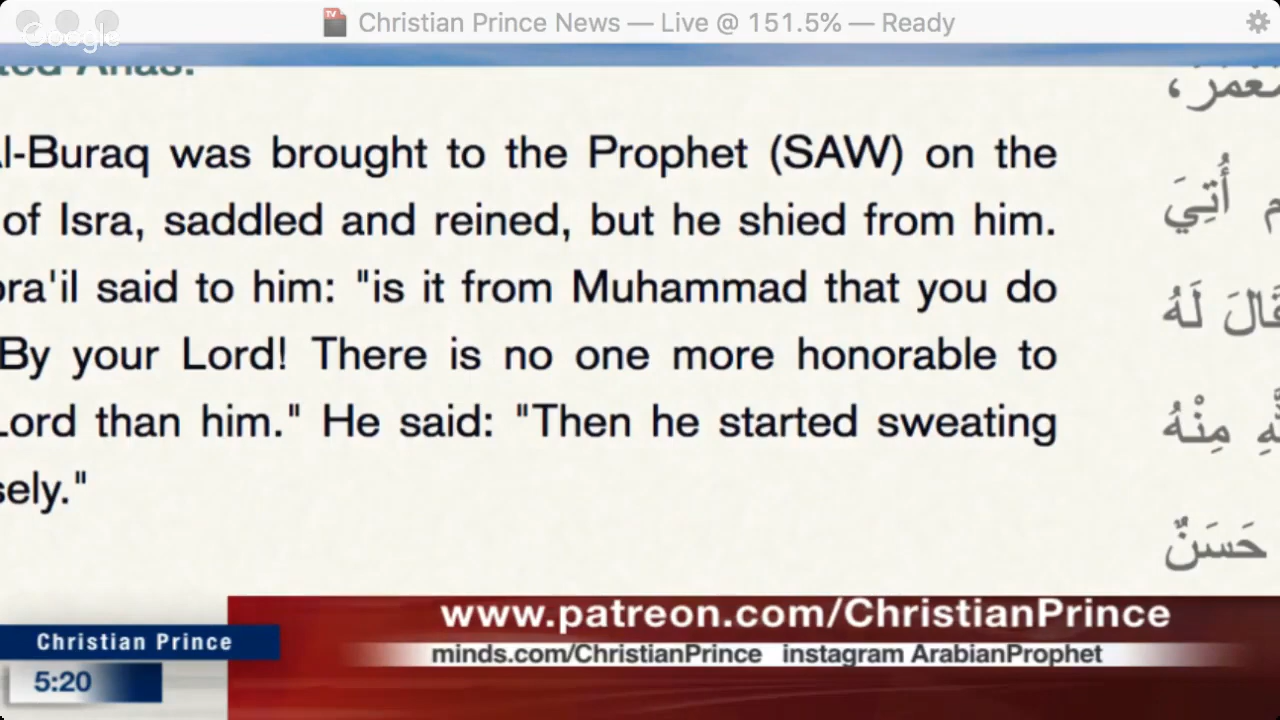 Google
Christian Prince News — Live @ 151.5% — Ready
l-Buraq was brought to the Prophet (SAW) on the
of Isra, saddled and reined, but he shied from him.
ra'il said to him: "is it from Muhammad that you do
By your Lord! There is no one more honorable to
Lord than him." He said: "Then he started sweating
sely."
أُتِيَ
لَهُ
مِنْهُ
حَسَنٌ
www.patreon.com/ChristianPrince
Christian Prince
minds.com/ChristianPrince instagram ArabianProphet
5:20